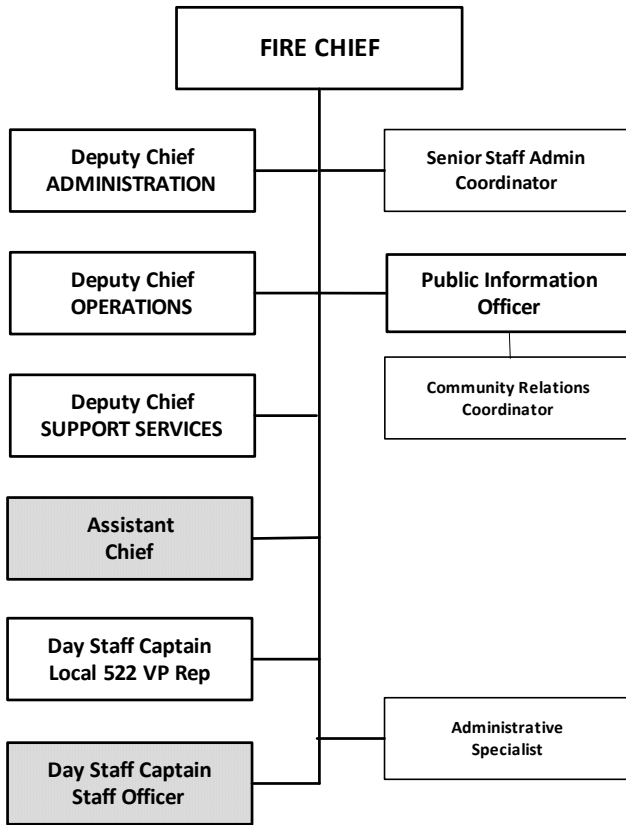 FIRE CHIEF
Deputy Chief
ADMINISTRATION
Senior Staff Admin
Coordinator
Deputy Chief
OPERATIONS
Public Information
Officer
Deputy Chief
SUPPORT SERVICES
Community Relations
Coordinator
Assistant
Chief
Day Staff Captain
Local 522 VP Rep
Administrative
Specialist
Day Staff Captain
Staff Officer